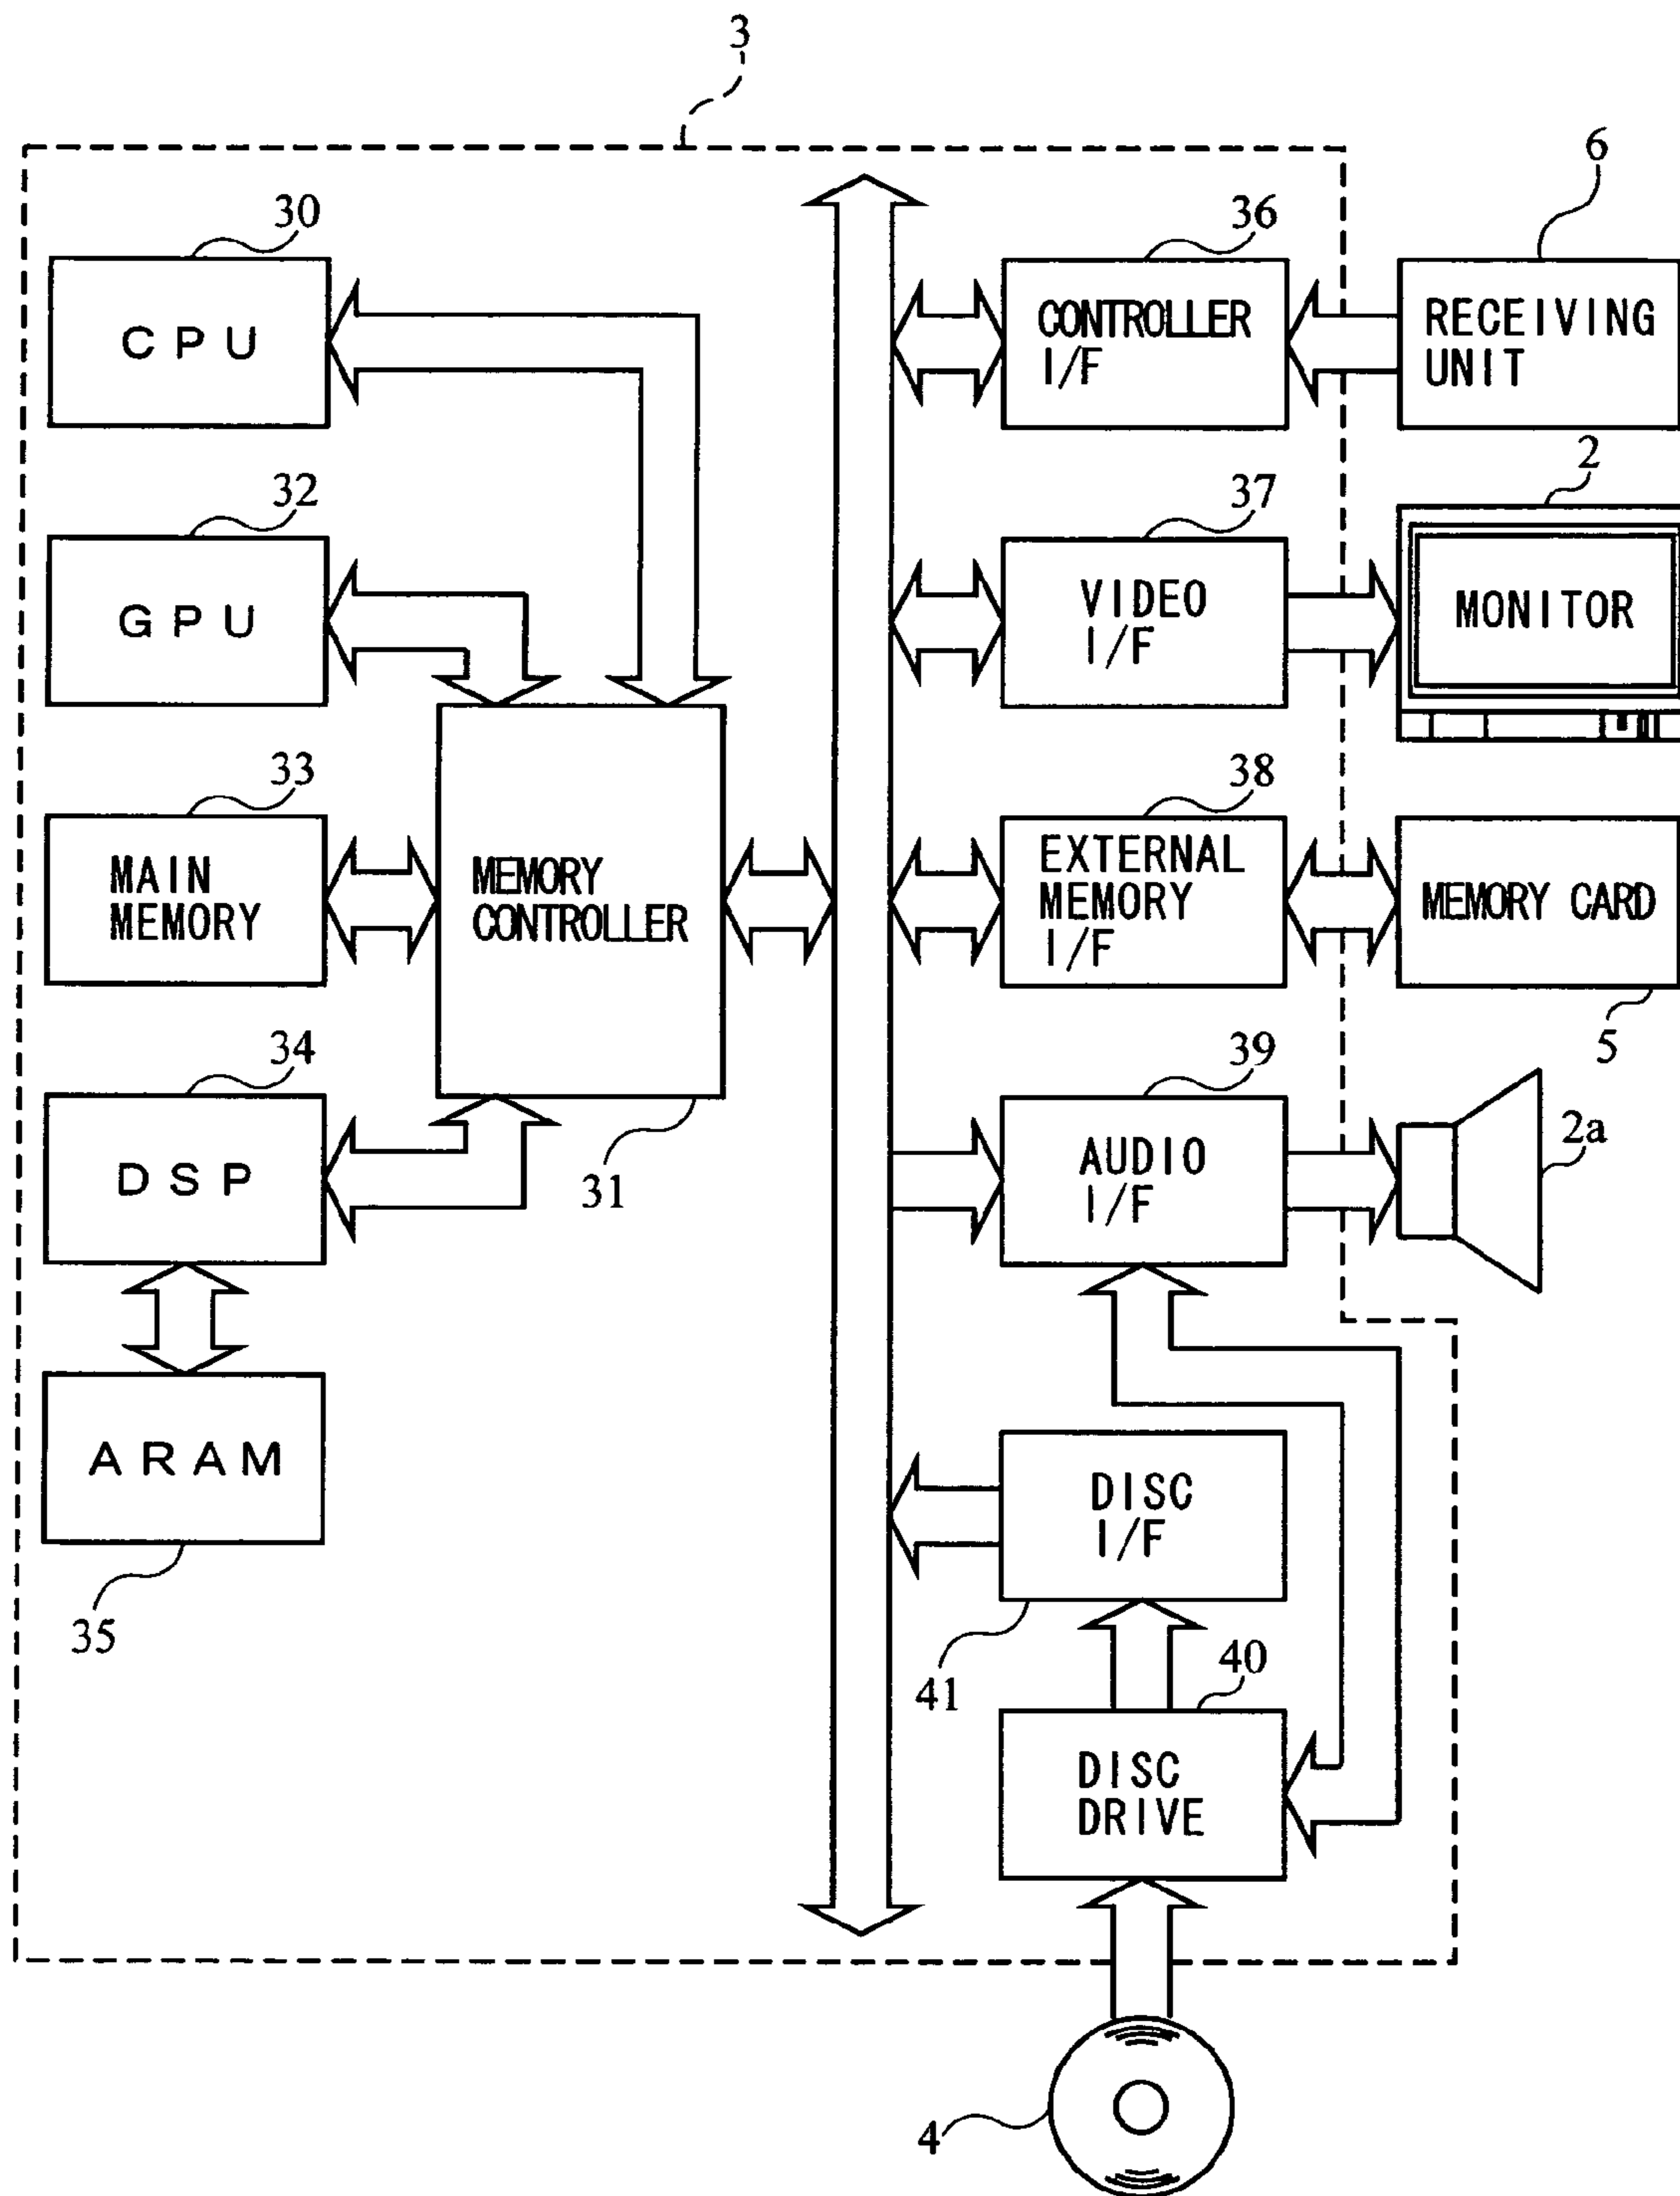 3
6
30
CPU
36
CONTROLLER
I/F
RECEIVING
UNIT
2
32
GPU
37
VIDEO
I/F
MONITOR
33
MAIN
MEMORY
MEMORY
CONTROLLER
31
38
EXTERNAL
MEMORY
I/F
MEMORY CARD
5
34
DSP
39
AUDIO
I/F
2a
ARAM
35
DISC
I/F
41
40
DISC
DRIVE
4